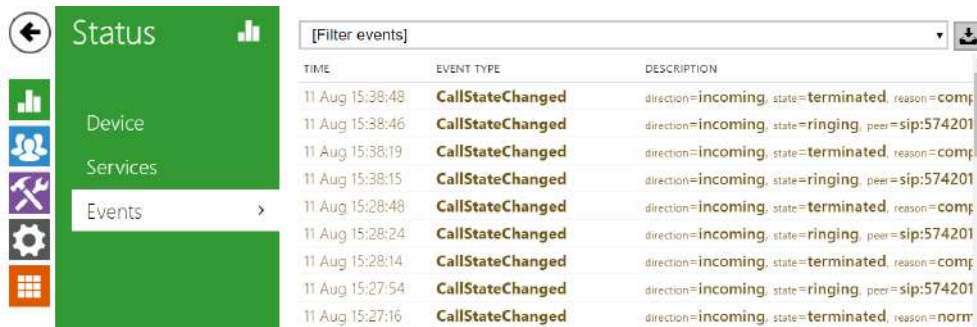 Status
Device
Services
Events
[Filter events]
TIME EVENT TYPE DESCRIPTION
11 Aug 15:38:48 CallStateChanged direction=incoming, state=terminated, reason=comp
11 Aug 15:38:46 CallStateChanged direction=incoming, state=ringing, peer=sip:574201
11 Aug 15:38:19 CallStateChanged direction=incoming, state=terminated, reason=comp
11 Aug 15:38:15 CallStateChanged direction=incoming, state=ringing, peer=sip:574201
11 Aug 15:28:48 CallStateChanged direction=incoming, state=terminated, reason=comp
11 Aug 15:28:24 CallStateChanged direction=incoming, state=ringing, peer=sip:574201
11 Aug 15:28:14 CallStateChanged direction=incoming, state=terminated, reason=comp
11 Aug 15:27:54 CallStateChanged direction=incoming, state=ringing, peer=sip:574201
11 Aug 15:27:16 CallStateChanged direction=incoming, state=terminated, reason=norm